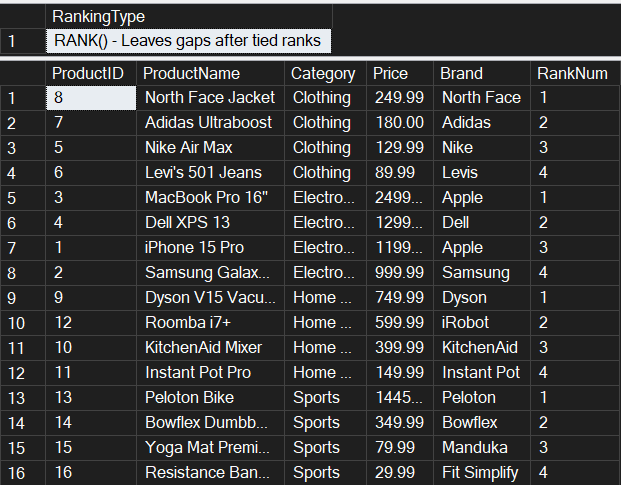 RankingType
1 RANK() - Leaves gaps after tied ranks
ProductID ProductName Category Price Brand RankNum
1 8 North Face Jacket Clothing 249.99 North Face 1
2 7 Adidas Ultraboost Clothing 180.00 Adidas 2
3 5 Nike Air Max Clothing 129.99 Nike 3
4 6 Levi's 501 Jeans Clothing 89.99 Levis 4
5 3 MacBook Pro 16" Electro... 2499... Apple 1
6 4 Dell XPS 13 Electro... 1299... Dell 2
7 1 iPhone 15 Pro Electro... 1199... Apple 3
8 2 Samsung Galax... Electro... 999.99 Samsung 4
9 9 Dyson V15 Vacu... Home ... 749.99 Dyson 1
10 12 Roomba i7+ Home ... 599.99 iRobot 2
11 10 KitchenAid Mixer Home ... 399.99 KitchenAid 3
12 11 Instant Pot Pro Home ... 149.99 Instant Pot 4
13 13 Peloton Bike Sports 1445... Peloton 1
14 14 Bowflex Dumbb... Sports 349.99 Bowflex 2
15 15 Yoga Mat Premi... Sports 79.99 Manduka 3
16 16 Resistance Ban... Sports 29.99 Fit Simplify 4